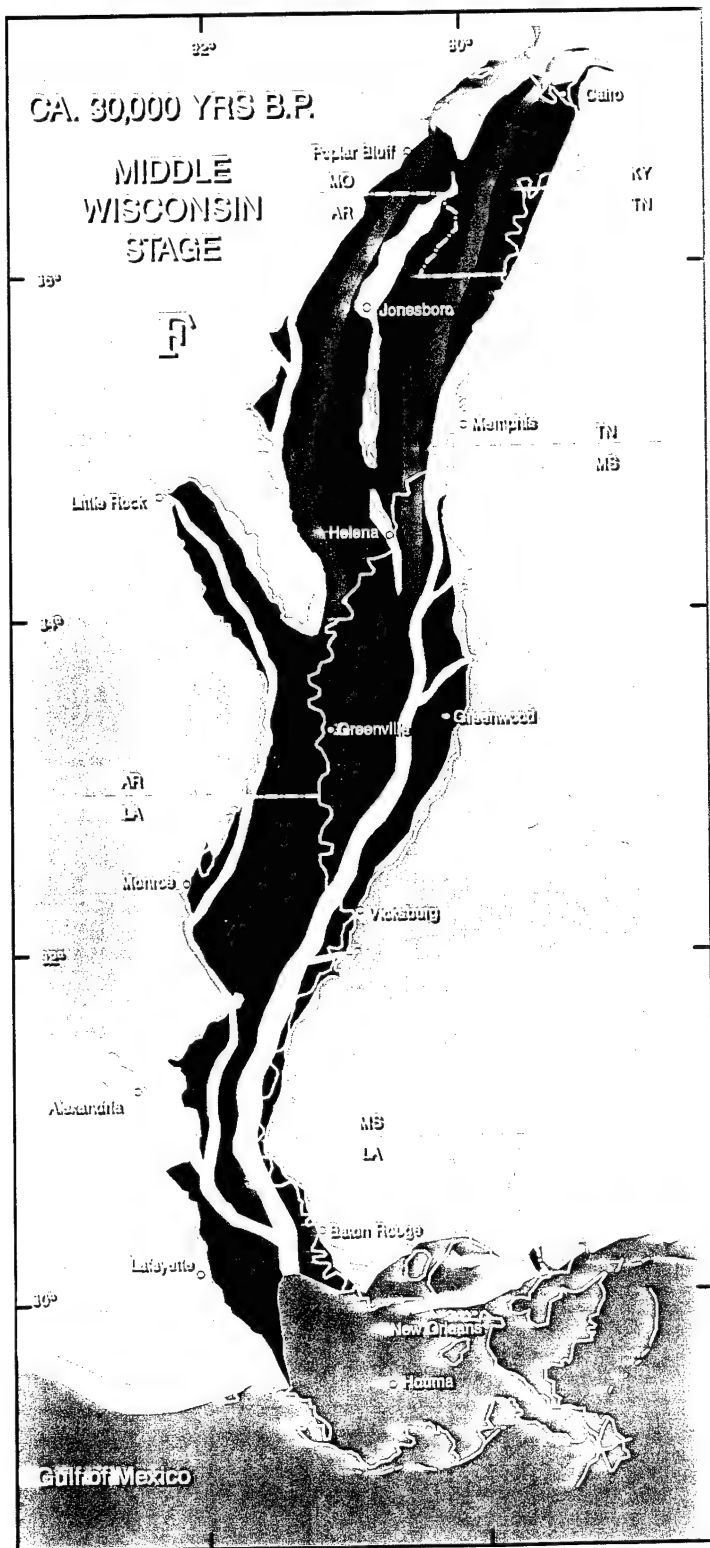 92°
90°
CA. 30,000 YRS B.P.
MIDDLE
WISCONSIN
STAGE
F
Cairo
Poplar Bluff
MO
AR
KY
TN
36°
Jonesboro
Memphis
TN
MS
Little Rock
Helena
34°
Greenwood
Greenville
AR
LA
Monroe
Vicksburg
32°
Alexandria
MS
LA
Baton Rouge
Lafayette
30°
New Orleans
Houma
Gulf of Mexico